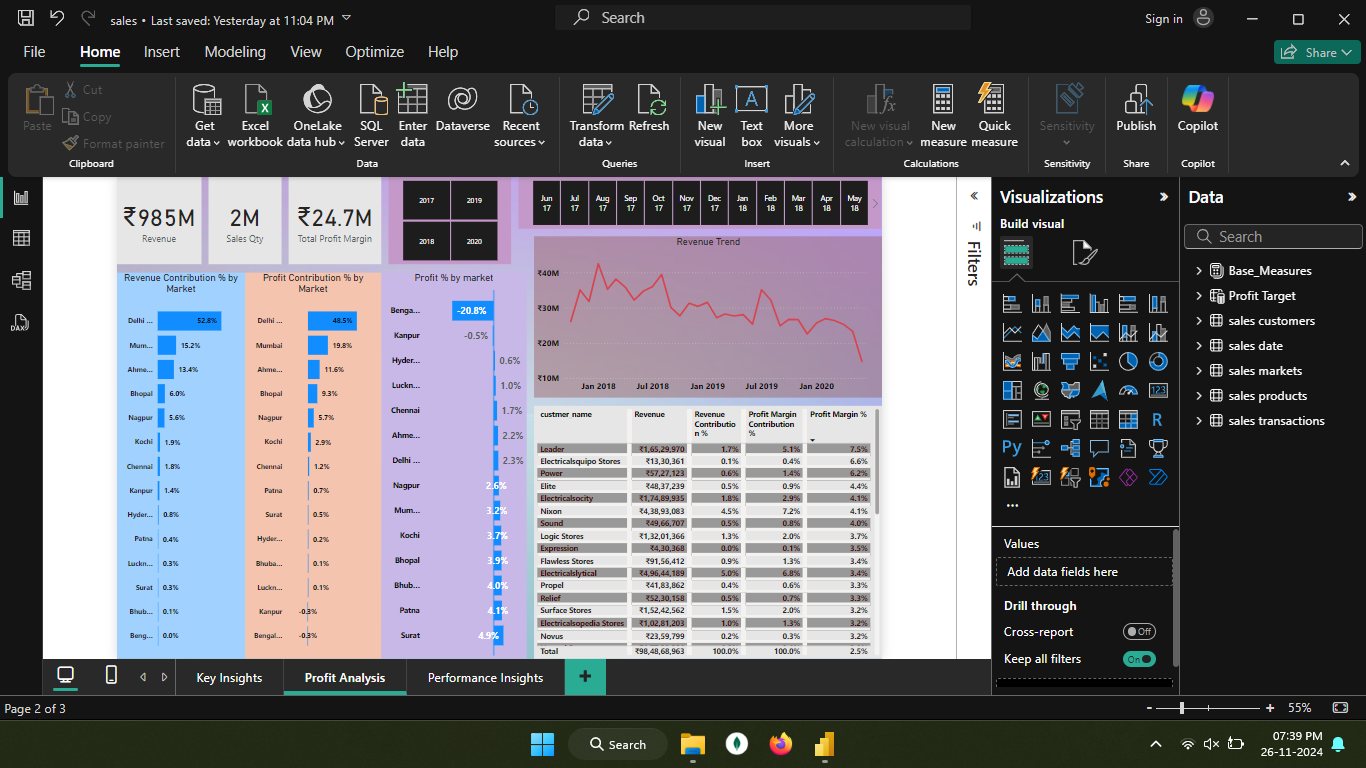 sales • Last saved: Yesterday at 11:04 PM
Search
Sign in
File Home Insert Modeling View Optimize Help
Share
Paste
Cut
Copy
Format painter
Clipboard
Get data
Excel workbook
OneLake data hub
SQL Server
Enter data
Dataverse
Recent sources
Data
Transform data
Refresh
Queries
New visual
Text box
More visuals
Insert
New visual calculation
New measure
Quick measure
Calculations
Sensitivity
Sensitivity
Publish
Share
Copilot
Copilot
₹985M
Revenue
2M
Sales Qty
₹24.7M
Total Profit Margin
2017 2019
2018 2020
Jun 17 Jul 17 Aug 17 Sep 17 Oct 17 Nov 17 Dec 17 Jan 18 Feb 18 Mar 18 Apr 18 May 18
Revenue Contribution % by Market
Delhi ... 52.8%
Mum... 15.2%
Ahme... 13.4%
Bhopal 6.0%
Nagpur 5.6%
Kochi 1.9%
Chennai 1.8%
Kanpur 1.4%
Hyder... 0.8%
Patna 0.4%
Luckn... 0.3%
Surat 0.3%
Bhub... 0.1%
Beng... 0.0%
Profit Contribution % by Market
Delhi ... 48.5%
Mumbai 19.8%
Ahme... 11.6%
Bhopal 9.3%
Nagpur 5.7%
Kochi 2.9%
Chennai 1.2%
Patna 0.7%
Surat 0.5%
Hyder... 0.2%
Bhuba... 0.1%
Luckn... 0.1%
Kanpur -0.3%
Bengal... -0.3%
Profit % by market
Benga... -20.8%
Kanpur -0.5%
Hyder... 0.6%
Luckn... 1.0%
Chennai 1.7%
Ahme... 2.2%
Delhi ... 2.3%
Nagpur 2.6%
Mum... 3.2%
Kochi 3.7%
Bhopal 3.9%
Bhub... 4.0%
Patna 4.1%
Surat 4.9%
Revenue Trend
₹40M
₹30M
₹20M
₹10M
Jan 2018 Jul 2018 Jan 2019 Jul 2019 Jan 2020
custmer name Revenue Revenue Contributio n % Profit Margin Contribution % Profit Margin %
Leader ₹1,65,29,970 1.7% 5.1% 7.5%
Electricalsquipo Stores ₹13,30,361 0.1% 0.4% 6.6%
Power ₹57,27,123 0.6% 1.4% 6.2%
Elite ₹48,37,239 0.5% 0.9% 4.4%
Electricalsocity ₹1,74,89,935 1.8% 2.9% 4.1%
Nixon ₹4,38,93,083 4.5% 7.2% 4.1%
Sound ₹49,66,707 0.5% 0.8% 4.0%
Logic Stores ₹1,32,01,366 1.3% 2.0% 3.7%
Expression ₹4,30,368 0.0% 0.1% 3.5%
Flawless Stores ₹91,56,412 0.9% 1.3% 3.4%
Electricalslytical ₹4,96,44,189 5.0% 6.8% 3.4%
Propel ₹41,83,862 0.4% 0.6% 3.3%
Relief ₹52,30,158 0.5% 0.7% 3.3%
Surface Stores ₹1,52,42,562 1.5% 2.0% 3.2%
Electricalsopedia Stores ₹1,02,81,203 1.0% 1.3% 3.2%
Novus ₹23,59,799 0.2% 0.3% 3.2%
Total ₹98,48,68,963 100.0% 100.0% 2.5%
Filters
Visualizations
Build visual
123
R
Py
123
...
Values
Add data fields here
Drill through
Cross-report Off
Keep all filters On
Data
Search
Base_Measures
Profit Target
sales customers
sales date
sales markets
sales products
sales transactions
DAX
Key Insights Profit Analysis Performance Insights +
Page 2 of 3
- + 55%
Search
07:39 PM
26-11-2024